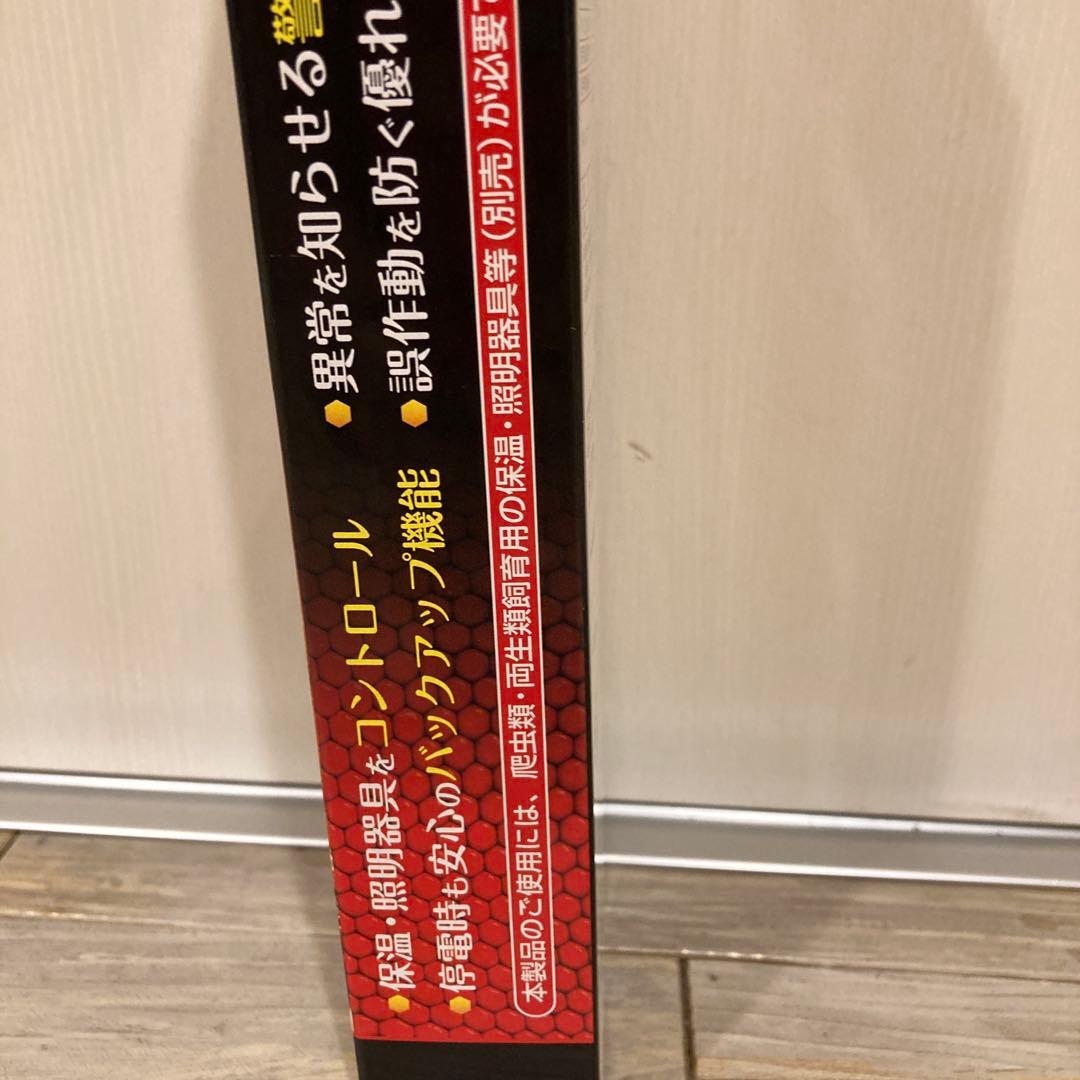 ●保温・照明器具をコントロール
●異常を知らせる警
●停電時も安心のバックアップ機能
●誤作動を防ぐ優れ
本製品のご使用には、爬虫類・両生類飼育用の保温・照明器具等(別売)が必要で